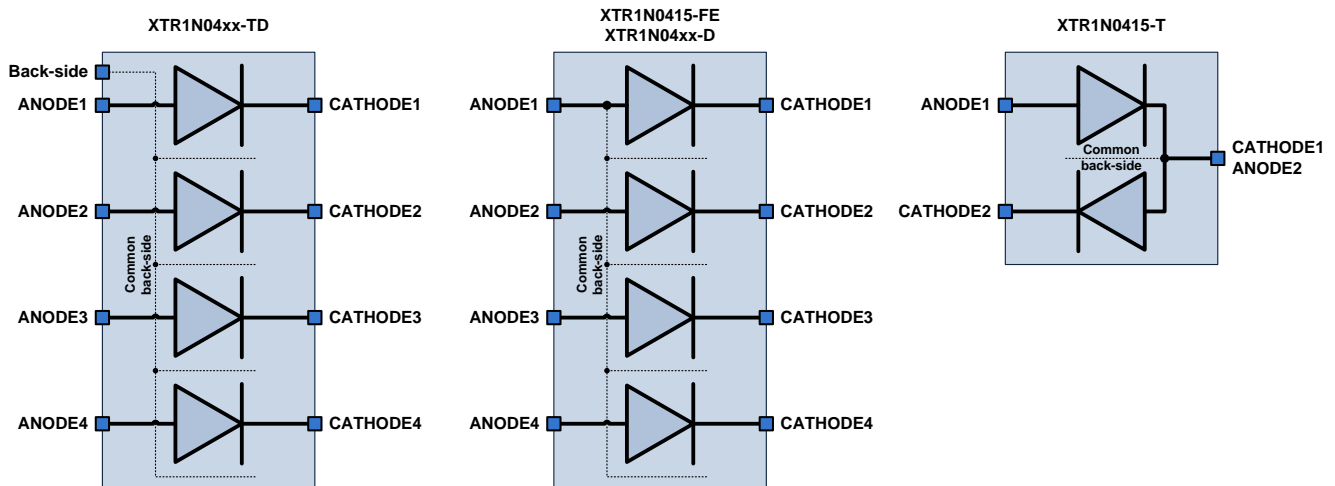 XTR1N04xx-TD
Back-side
ANODE1
CATHODE1
ANODE2
CATHODE2
Common
back-side
ANODE3
CATHODE3
ANODE4
CATHODE4
XTR1N0415-FE
XTR1N04xx-D
ANODE1
CATHODE1
ANODE2
CATHODE2
Common
back-side
ANODE3
CATHODE3
ANODE4
CATHODE4
XTR1N0415-T
ANODE1
Common
back-side
CATHODE1
ANODE2
CATHODE2